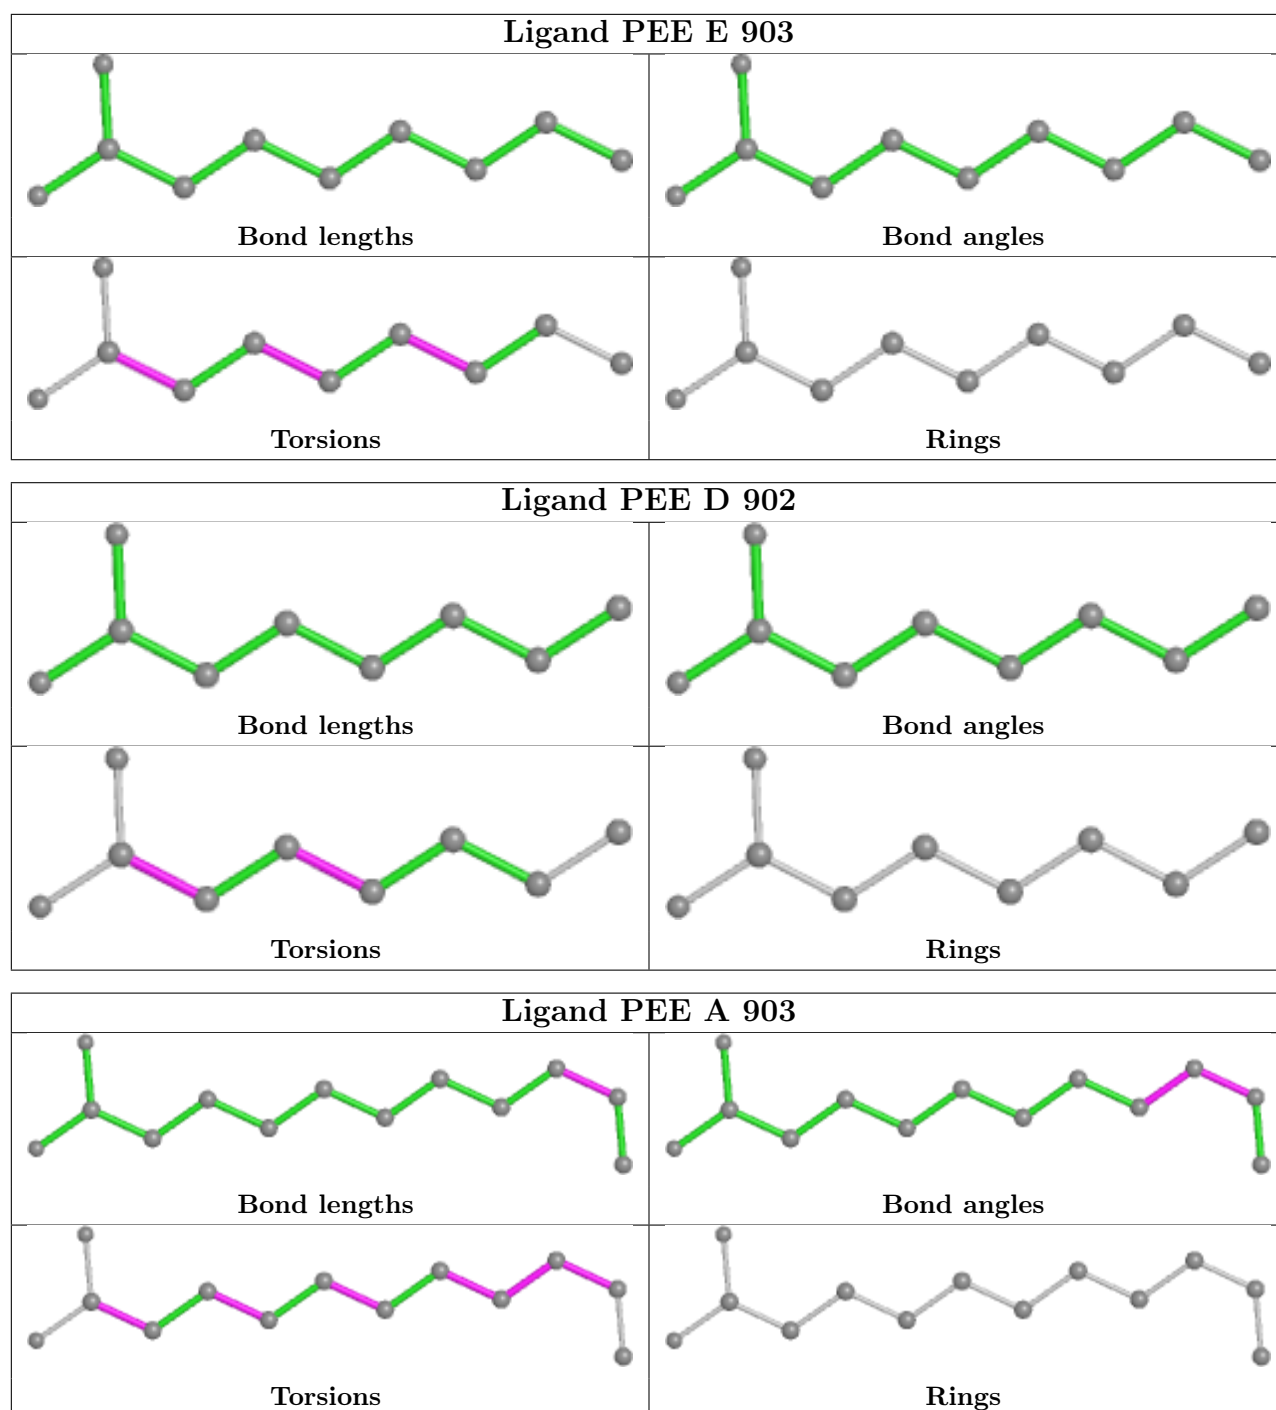 Ligand PEE E 903
Bond lengths
Bond angles
Torsions
Rings
Ligand PEE D 902
Bond lengths
Bond angles
Torsions
Rings
Ligand PEE A 903
Bond lengths
Bond angles
Torsions
Rings